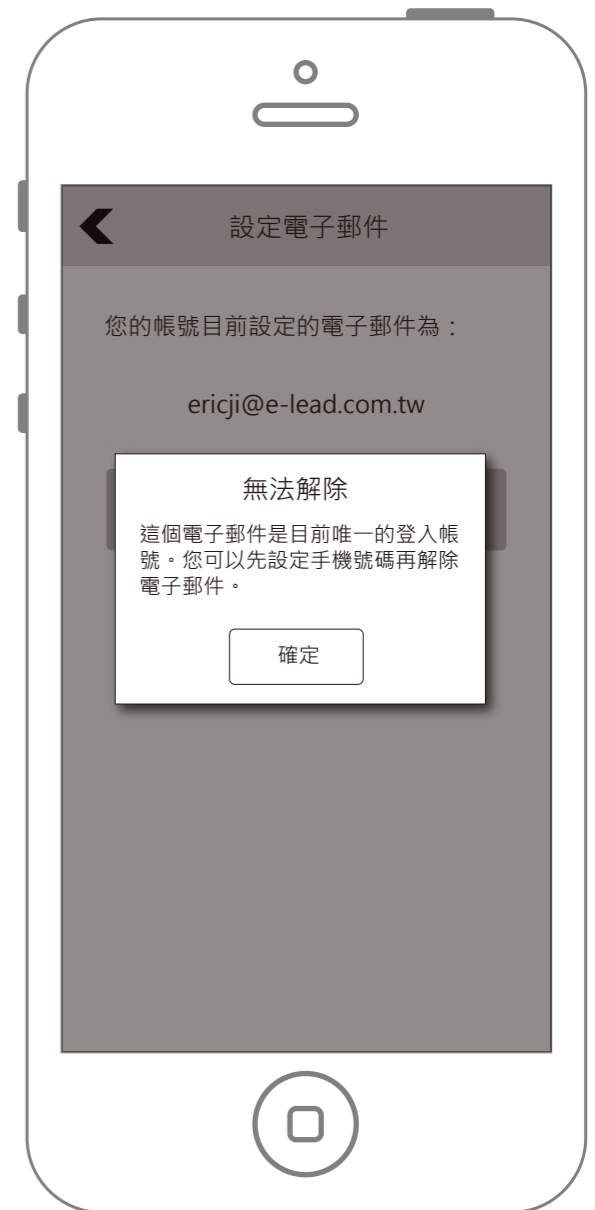 設定電子郵件
您的帳號目前設定的電子郵件為：
ericji@e-lead.com.tw
無法解除
這個電子郵件是目前唯一的登入帳
號。您可以先設定手機號碼再解除
電子郵件。
確定